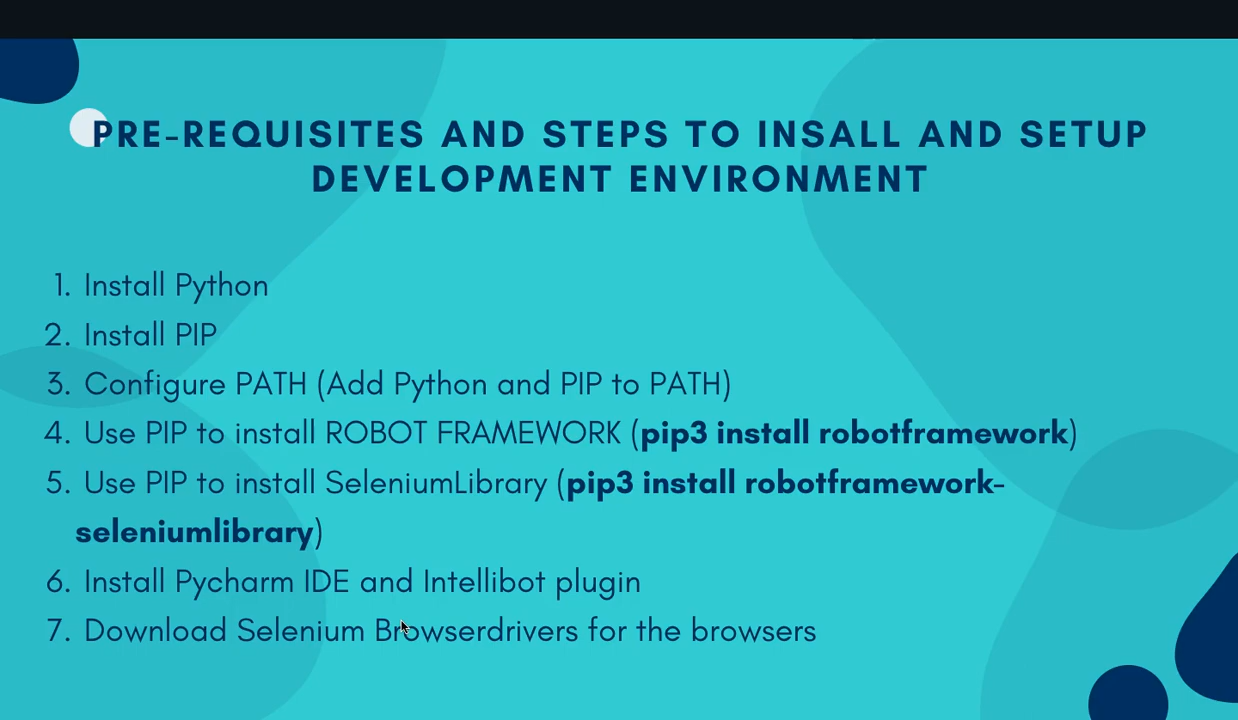 PRE-REQUISITES AND STEPS TO INSALL AND SETUP
DEVELOPMENT ENVIRONMENT
1. Install Python
2. Install PIP
3. Configure PATH (Add Python and PIP to PATH)
4. Use PIP to install ROBOT FRAMEWORK (pip3 install robotframework)
5. Use PIP to install SeleniumLibrary (pip3 install robotframework-
seleniumlibrary)
6. Install Pycharm IDE and Intellibot plugin
7. Download Selenium Browserdrivers for the browsers